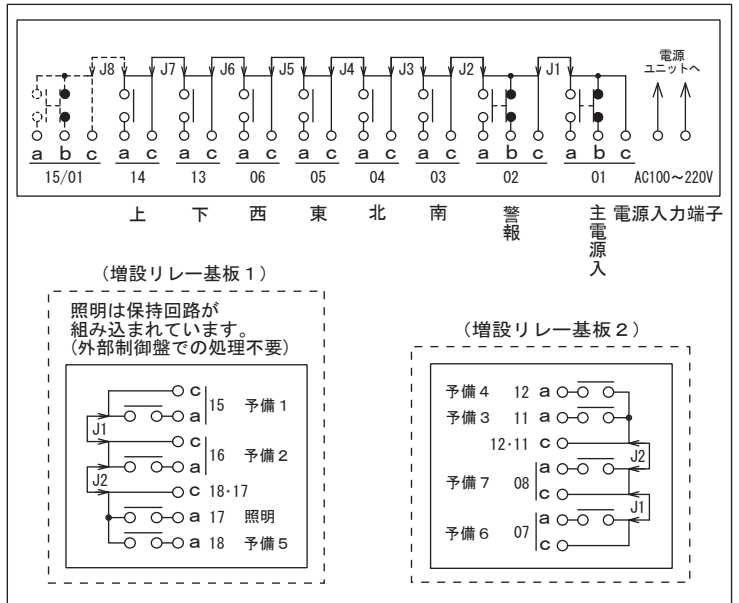 電源
ユニットへ
J8 J7 J6 J5 J4 J3 J2 J1
a b c a c a c a c a c a c a c a b c a b c
15/01 14 13 06 05 04 03 02 01 AC100～220V
上 下 西 東 北 南 警報 主電源入 電源入力端子
（増設リレー基板１）
照明は保持回路が
組み込まれています。
(外部制御盤での処理不要)
c
a 15 予備１
J1
c
a 16 予備２
J2
c 18·17
a 17 照明
a 18 予備５
（増設リレー基板２）
予備４ 12 a
予備３ 11 a
12·11 c
J2
a
予備７ 08
c
J1
a
予備６ 07
c